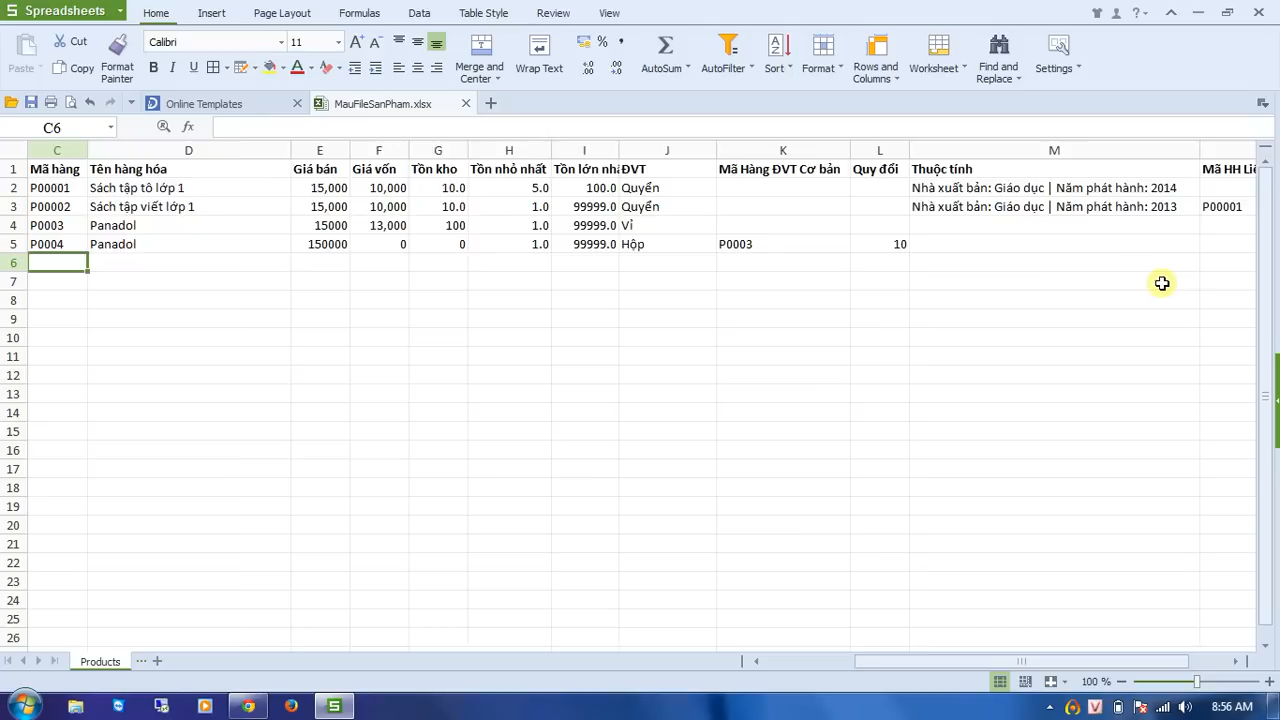 Spreadsheets Home Insert Page Layout Formulas Data Table Style Review View
Cut Calibri 11
Paste Copy Format Painter B I U Merge and Center Wrap Text AutoSum AutoFilter Sort Format Rows and Columns Worksheet Find and Replace Settings
Online Templates MauFileSanPham.xlsx
C6 fx
C D E F G H I J K L M
1 Mã hàng Tên hàng hóa Giá bán Giá vốn Tồn kho Tồn nhỏ nhất Tồn lớn nhấ ĐVT Mã Hàng ĐVT Cơ bản Quy đổi Thuộc tính Mã HH Liê
2 P00001 Sách tập tô lớp 1 15,000 10,000 10.0 5.0 100.0 Quyển Nhà xuất bản: Giáo dục | Năm phát hành: 2014
3 P00002 Sách tập viết lớp 1 15,000 10,000 10.0 1.0 99999.0 Quyển Nhà xuất bản: Giáo dục | Năm phát hành: 2013 P00001
4 P0003 Panadol 15000 13,000 100 1.0 99999.0 Vỉ
5 P0004 Panadol 150000 0 0 1.0 99999.0 Hộp P0003 10
6
7
8
9
10
11
12
13
14
15
16
17
18
19
20
21
22
23
24
25
26
Products
100 %
8:56 AM